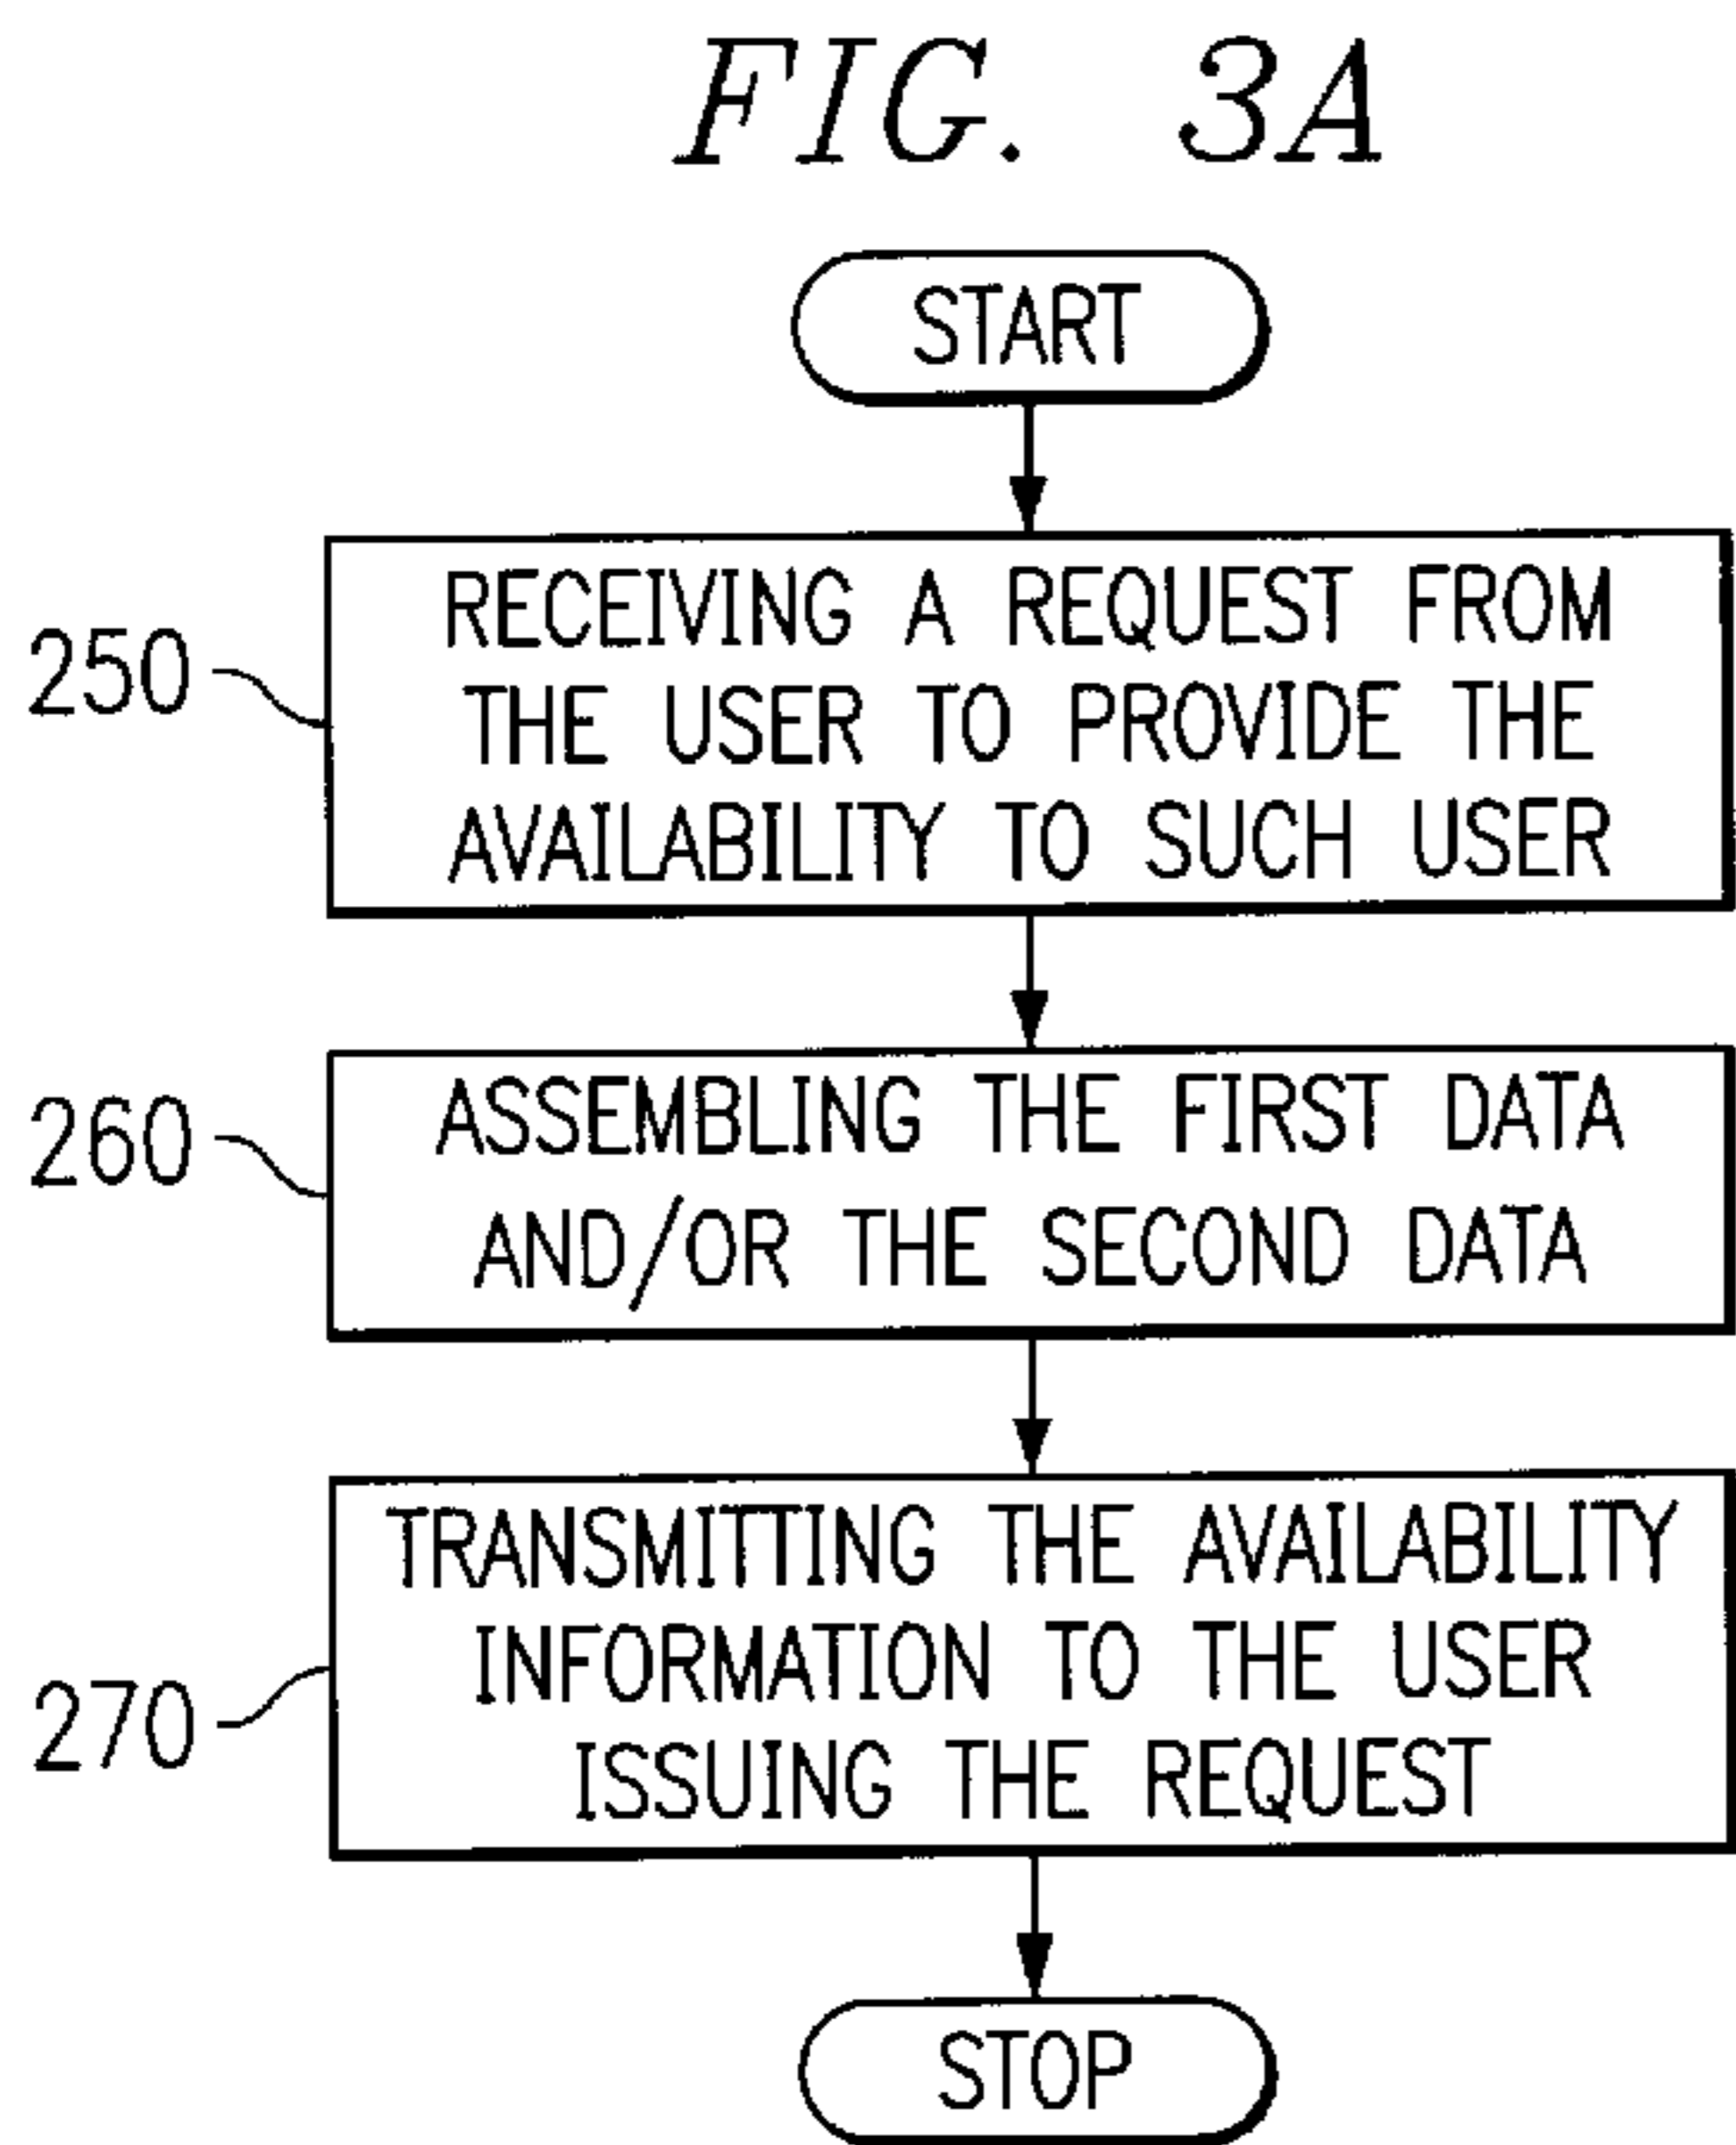 FIG. 3A
START
250
RECEIVING A REQUEST FROM
THE USER TO PROVIDE THE
AVAILABILITY TO SUCH USER
260
ASSEMBLING THE FIRST DATA
AND/OR THE SECOND DATA
270
TRANSMITTING THE AVAILABILITY
INFORMATION TO THE USER
ISSUING THE REQUEST
STOP